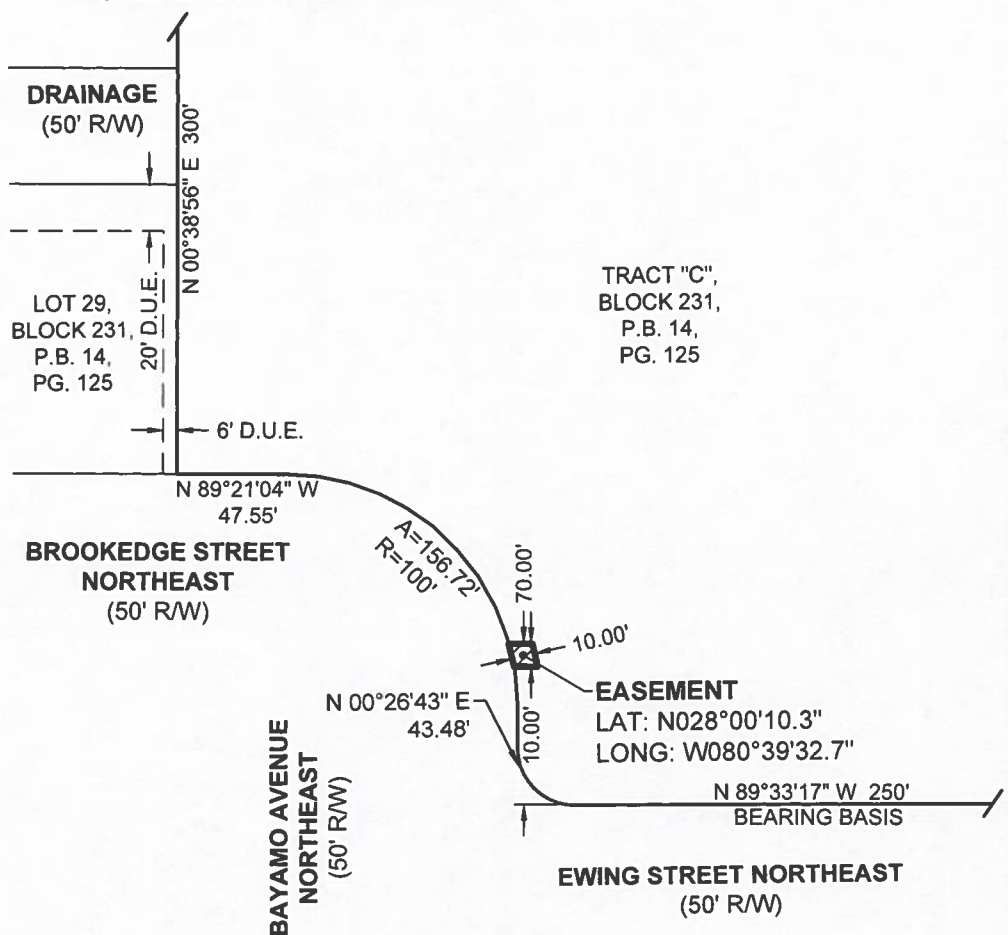 DRAINAGE
(50' R/W)
N 00°38'56" E 300'
LOT 29,
BLOCK 231,
P.B. 14,
PG. 125
20' D.U.E.
TRACT "C",
BLOCK 231,
P.B. 14,
PG. 125
6' D.U.E.
N 89°21'04" W
47.55'
BROOKEDGE STREET
NORTHEAST
(50' R/W)
A=156.72'
R=100'
70.00'
10.00'
N 00°26'43" E
43.48'
10.00'
EASEMENT
LAT: N028°00'10.3"
LONG: W080°39'32.7"
BAYAMO AVENUE
NORTHEAST
(50' R/W)
N 89°33'17" W 250'
BEARING BASIS
EWING STREET NORTHEAST
(50' R/W)